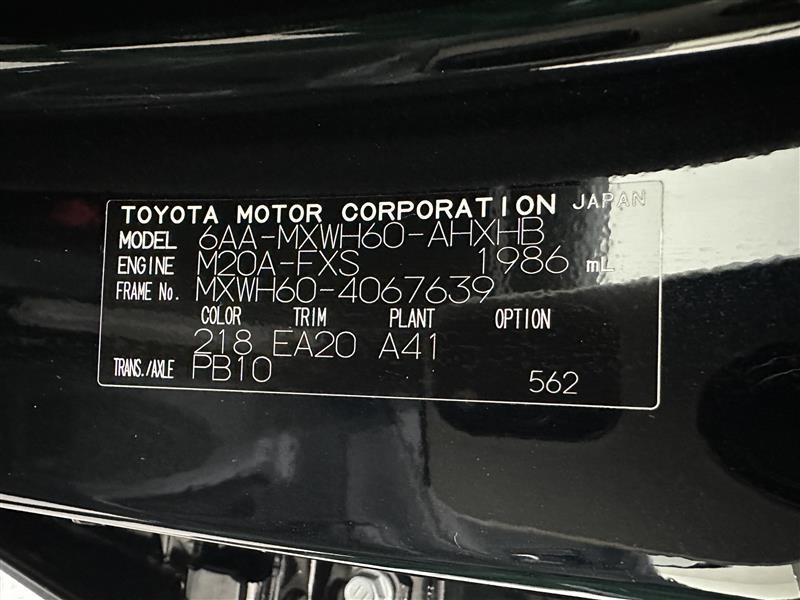 TOYOTA MOTOR CORPORATION JAPAN
MODEL 6AA-MXWH60-AHXHB
ENGINE M20A-FXS 1986 mL
FRAME No. MXWH60-4067639
COLOR TRIM PLANT OPTION
218 EA20 A41
TRANS./AXLE PB10 562